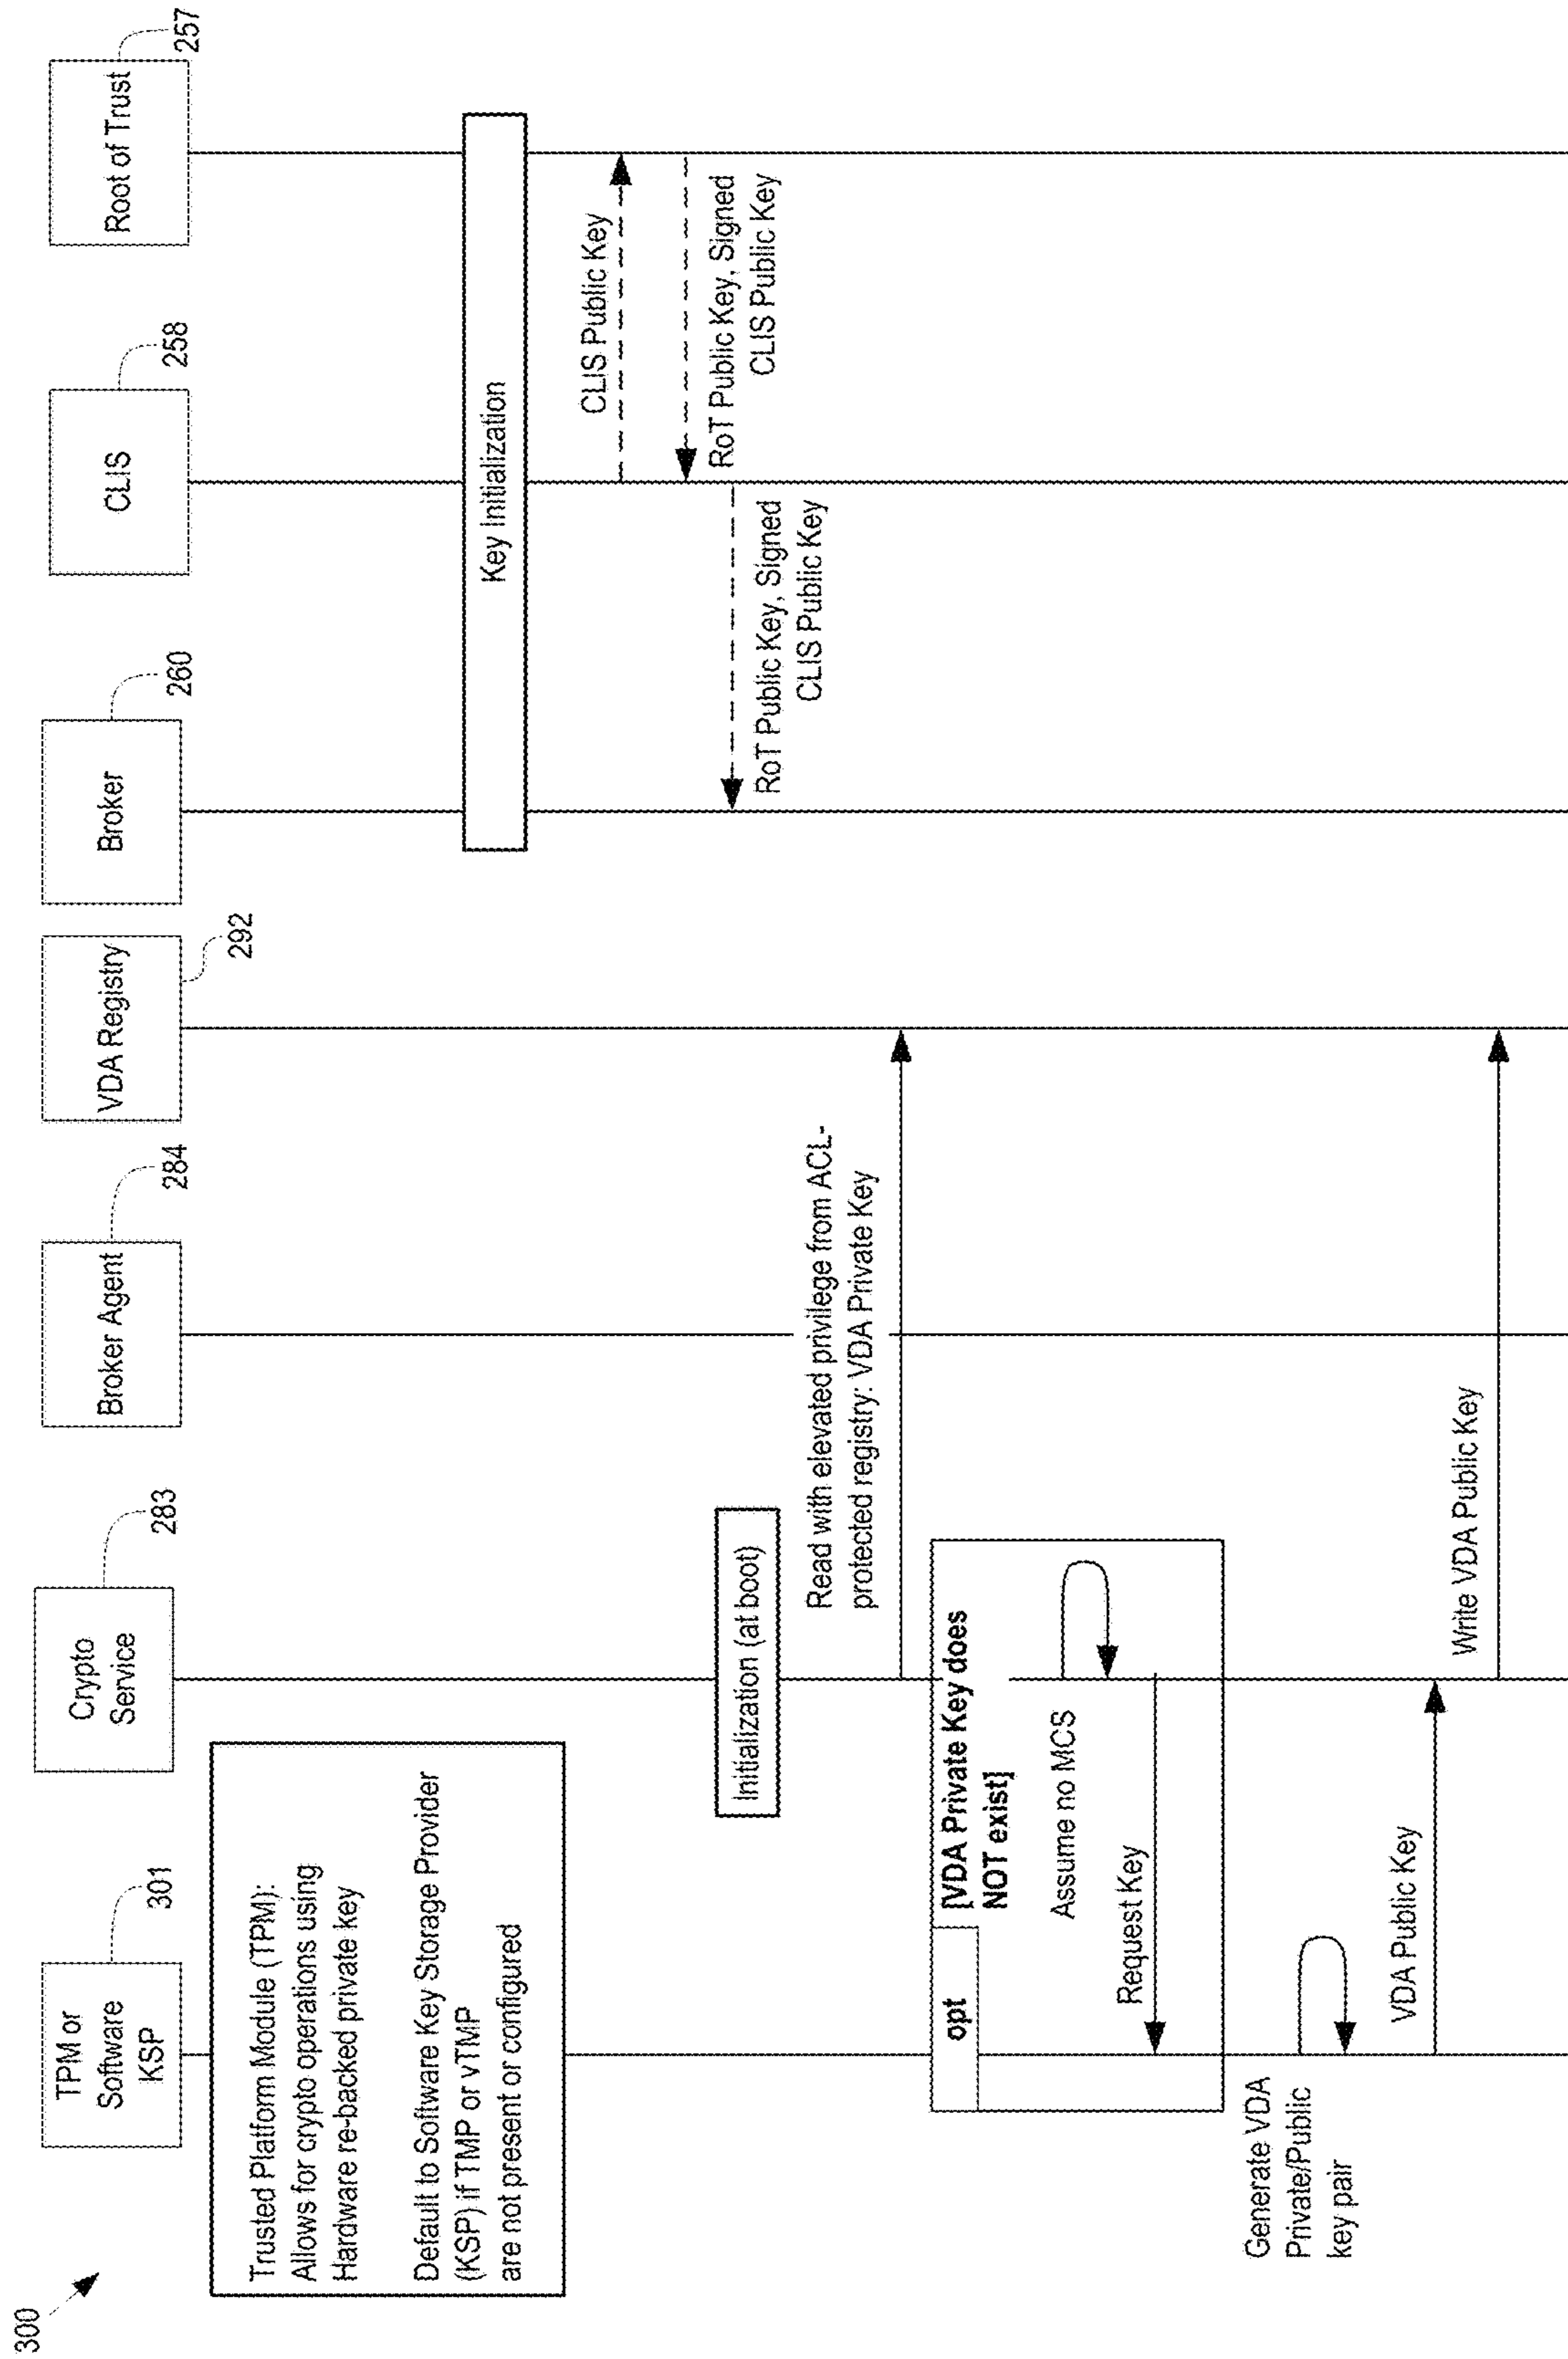 300
TPM or
Software
KSP
301
Crypto
Service
283
Broker Agent
284
VDA Registry
292
Broker
260
CLIS
258
Root of Trust
257
Trusted Platform Module (TPM):
Allows for crypto operations using
Hardware re-backed private key
Default to Software Key Storage Provider
(KSP) if TMP or vTMP
are not present or configured
Key Initialization
CLIS Public Key
RoT Public Key, Signed
CLIS Public Key
RoT Public Key, Signed
CLIS Public Key
Initialization (at boot)
Read with elevated privilege from ACL-
protected registry: VDA Private Key
opt
[VDA Private Key does
NOT exist]
Assume no MCS
Request Key
Generate VDA
Private/Public
key pair
VDA Public Key
Write VDA Public Key